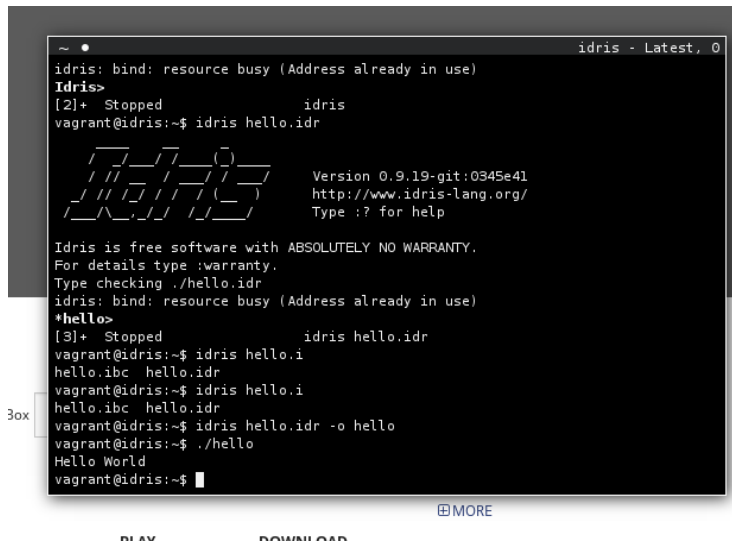 ~ ● idris - Latest, 0
idris: bind: resource busy (Address already in use)
Idris>
[2]+  Stopped                 idris
vagrant@idris:~$ idris hello.idr
Idris
Version 0.9.19-git:0345e41
http://www.idris-lang.org/
Type :? for help
Idris is free software with ABSOLUTELY NO WARRANTY.
For details type :warranty.
Type checking ./hello.idr
idris: bind: resource busy (Address already in use)
*hello>
[3]+  Stopped                 idris hello.idr
vagrant@idris:~$ idris hello.i
hello.ibc  hello.idr
vagrant@idris:~$ idris hello.i
hello.ibc  hello.idr
vagrant@idris:~$ idris hello.idr -o hello
vagrant@idris:~$ ./hello
Hello World
vagrant@idris:~$
Box
MORE
PLAY DOWNLOAD